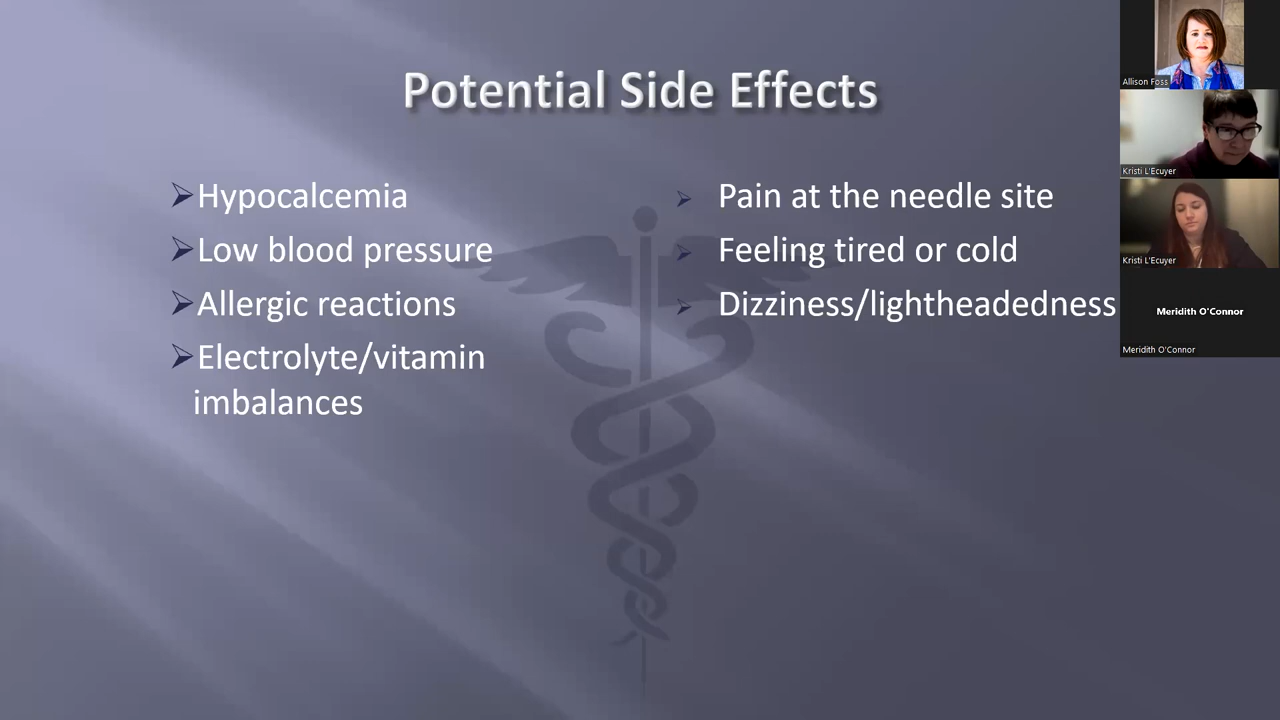 Potential Side Effects
Hypocalcemia
Low blood pressure
Allergic reactions
Electrolyte/vitamin
imbalances
Pain at the needle site
Feeling tired or cold
Dizziness/lightheadedness
Allison Foss
Kristi L'Ecuyer
Kristi L'Ecuyer
Meridith O'Connor
Meridith O'Connor